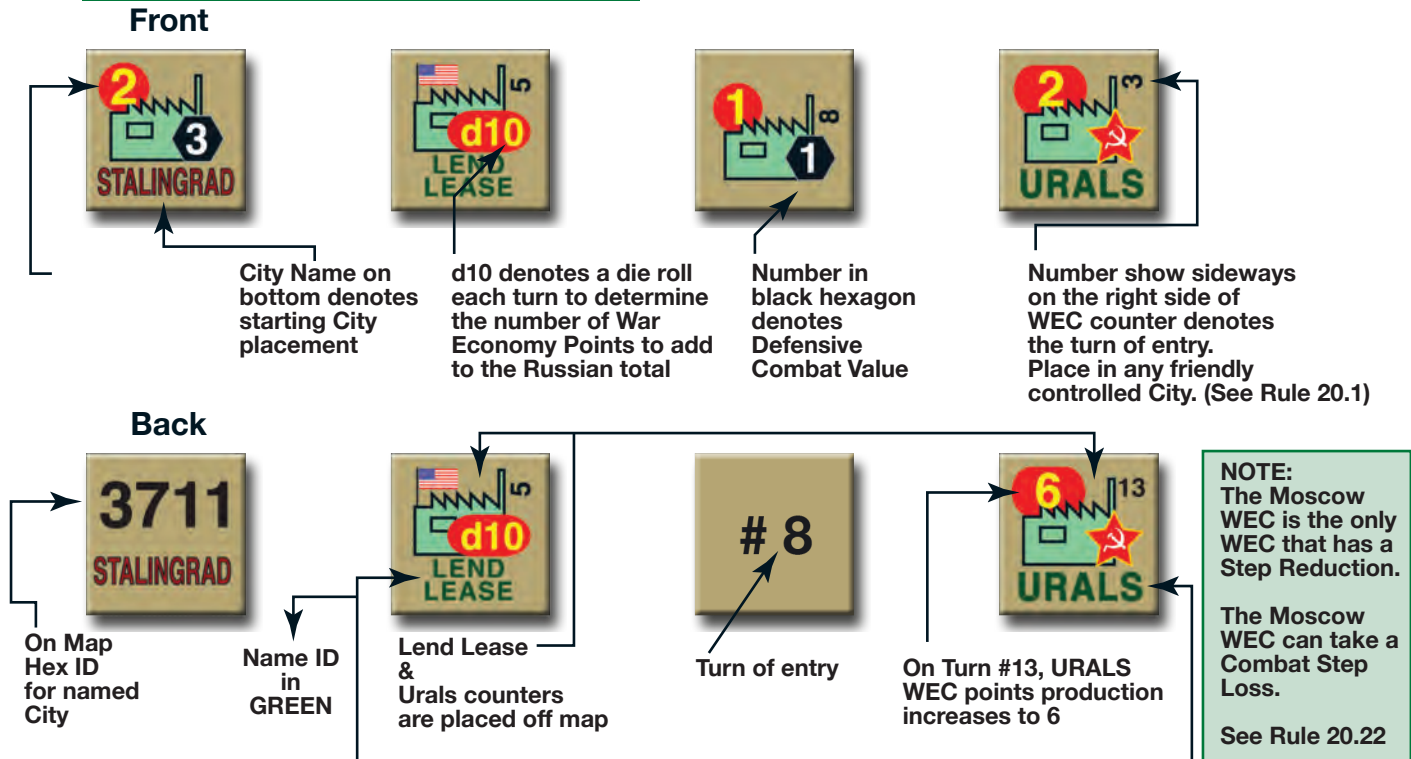 Front
2
3
STALINGRAD
5
d10
LEND
LEASE
1
8
1
2
3
URALS
City Name on
bottom denotes
starting City
placement
d10 denotes a die roll
each turn to determine
the number of War
Economy Points to add
to the Russian total
Number in
black hexagon
denotes
Defensive
Combat Value
Number show sideways
on the right side of
WEC counter denotes
the turn of entry.
Place in any friendly
controlled City. (See Rule 20.1)
Back
3711
STALINGRAD
5
d10
LEND
LEASE
# 8
6
13
URALS
On Map
Hex ID
for named
City
Name ID
in
GREEN
Lend Lease
&
Urals counters
are placed off map
Turn of entry
On Turn #13, URALS
WEC points production
increases to 6
NOTE:
The Moscow
WEC is the only
WEC that has a
Step Reduction.
The Moscow
WEC can take a
Combat Step
Loss.
See Rule 20.22